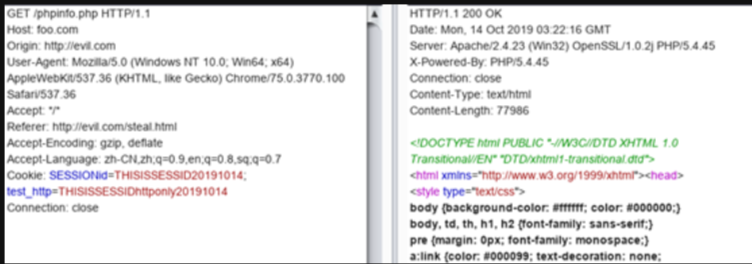 GET /phpinfo.php HTTP/1.1
Host: foo.com
Origin: http://evil.com
User-Agent: Mozilla/5.0 (Windows NT 10.0; Win64; x64)
AppleWebKit/537.36 (KHTML, like Gecko) Chrome/75.0.3770.100
Safari/537.36
Accept: */*
Referer: http://evil.com/steal.html
Accept-Encoding: gzip, deflate
Accept-Language: zh-CN,zh;q=0.9,en;q=0.8,sq;q=0.7
Cookie: SESSIONid=THISISSESSID20191014;
test_http=THISISSESSIDhttponly20191014
Connection: close
HTTP/1.1 200 OK
Date: Mon, 14 Oct 2019 03:22:16 GMT
Server: Apache/2.4.23 (Win32) OpenSSL/1.0.2j PHP/5.4.45
X-Powered-By: PHP/5.4.45
Connection: close
Content-Type: text/html
Content-Length: 77986
<!DOCTYPE html PUBLIC "-//W3C//DTD XHTML 1.0
Transitional//EN" "DTD/xhtml1-transitional.dtd">
<html xmlns="http://www.w3.org/1999/xhtml"><head>
<style type="text/css">
body {background-color: #ffffff; color: #000000;}
body, td, th, h1, h2 {font-family: sans-serif;}
pre {margin: 0px; font-family: monospace;}
a:link {color: #000099; text-decoration: none;